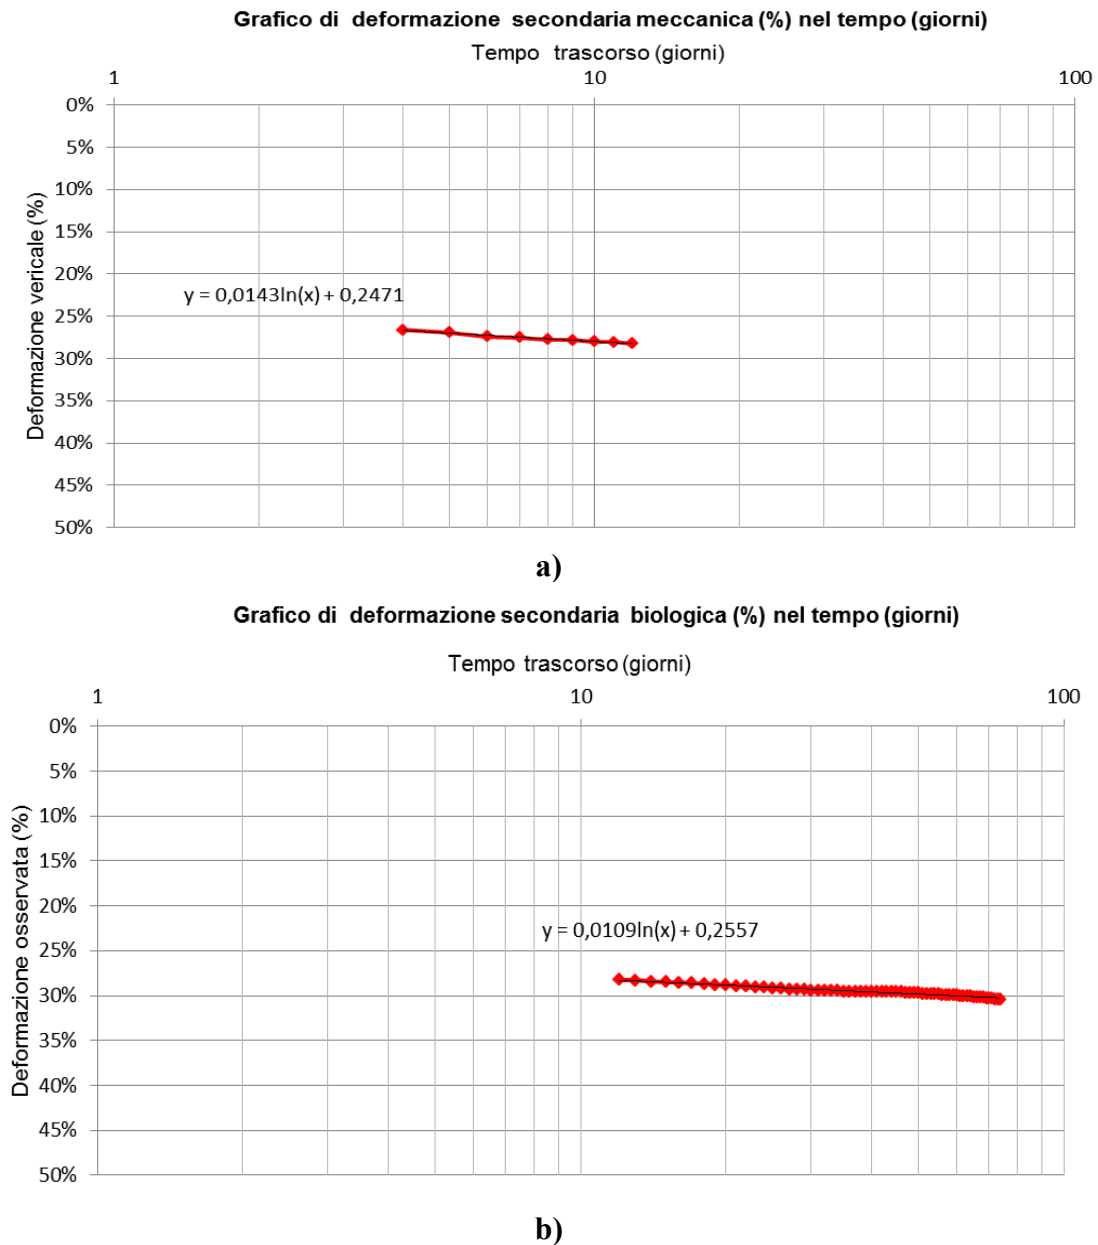 Grafico di deformazione secondaria meccanica (%) nel tempo (giorni)
Tempo trascorso (giorni)
1 10 100
0%
5%
10%
15%
20%
25%
30%
35%
40%
45%
50%
Deformazione vericale (%)
y = 0,0143ln(x) + 0,2471
a)
Grafico di deformazione secondaria biologica (%) nel tempo (giorni)
Tempo trascorso (giorni)
1 10 100
0%
5%
10%
15%
20%
25%
30%
35%
40%
45%
50%
Deformazione osservata (%)
y = 0,0109ln(x) + 0,2557
b)